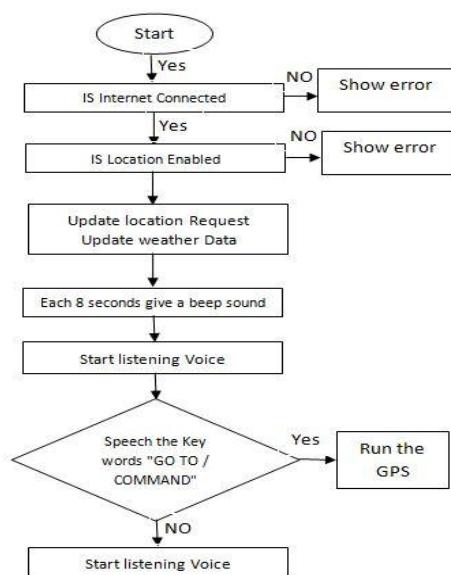 Start
Yes
IS Internet Connected
NO
Show error
Yes
IS Location Enabled
NO
Show error
Update location Request
Update weather Data
Each 8 seconds give a beep sound
Start listening Voice
Speech the Key
words "GO TO /
COMMAND"
Yes
Run the
GPS
NO
Start listening Voice